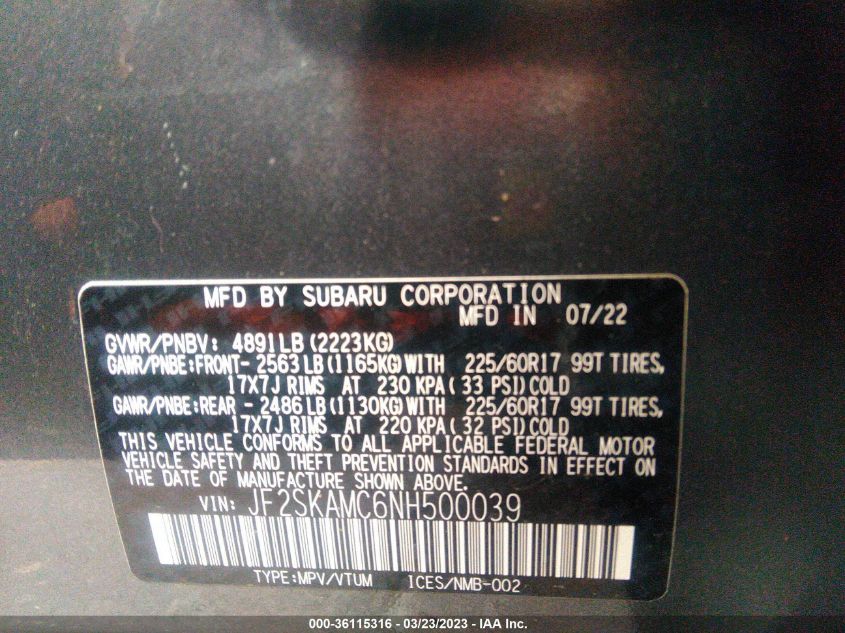 MFD BY SUBARU CORPORATION
MFD IN 07/22
GVWR/PNBV: 4891LB (2223KG)
GAWR/PNBE:FRONT- 2563LB(1165KG)WITH 225/60R17 99T TIRES,
17X7J RIMS AT 230 KPA( 33 PSI)COLD
GAWR/PNBE:REAR - 2486LB(1130KG)WITH 225/60R17 99T TIRES,
17X7J RIMS AT 220 KPA( 32 PSI)COLD
THIS VEHICLE CONFORMS TO ALL APPLICABLE FEDERAL MOTOR
VEHICLE SAFETY AND THEFT PREVENTION STANDARDS IN EFFECT ON
THE DATE OF MANUFACTURE SHOWN ABOVE.
VIN: JF2SKAMC6NH500039
TYPE:MPV/VTUM ICES/NMB-002
000-36115316 - 03/23/2023 - IAA Inc.